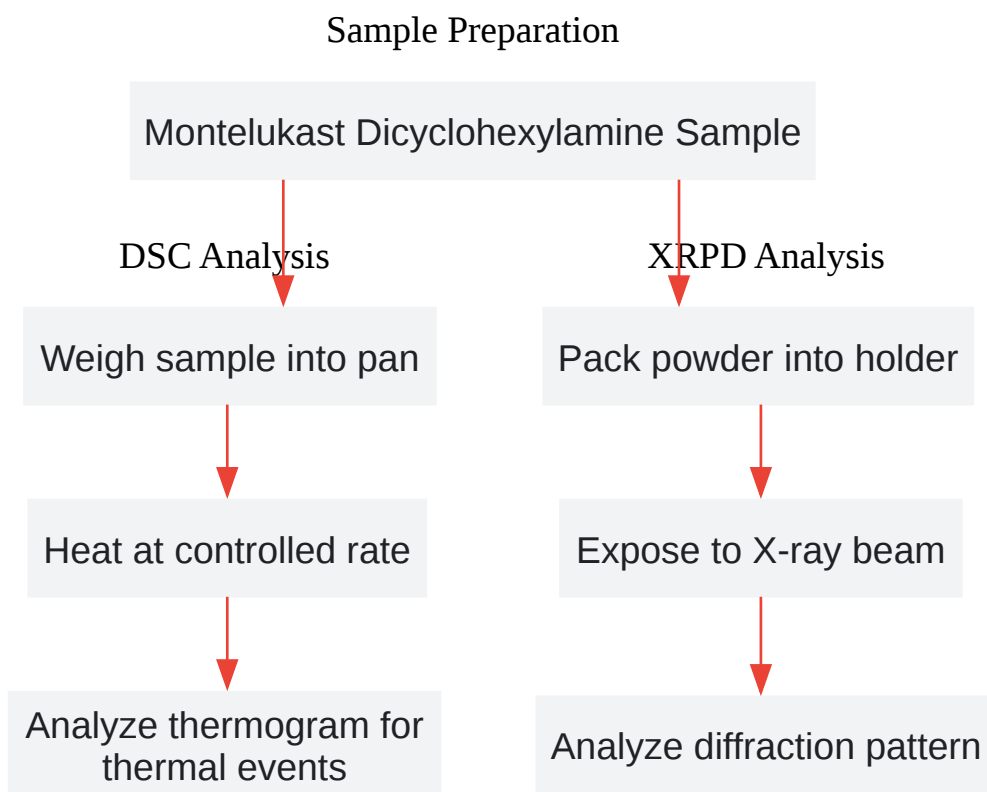 Sample Preparation
Montelukast Dicyclohexylamine Sample
DSC Analysis
XRPD Analysis
Weigh sample into pan
Pack powder into holder
Heat at controlled rate
Expose to X-ray beam
Analyze thermogram for
thermal events
Analyze diffraction pattern